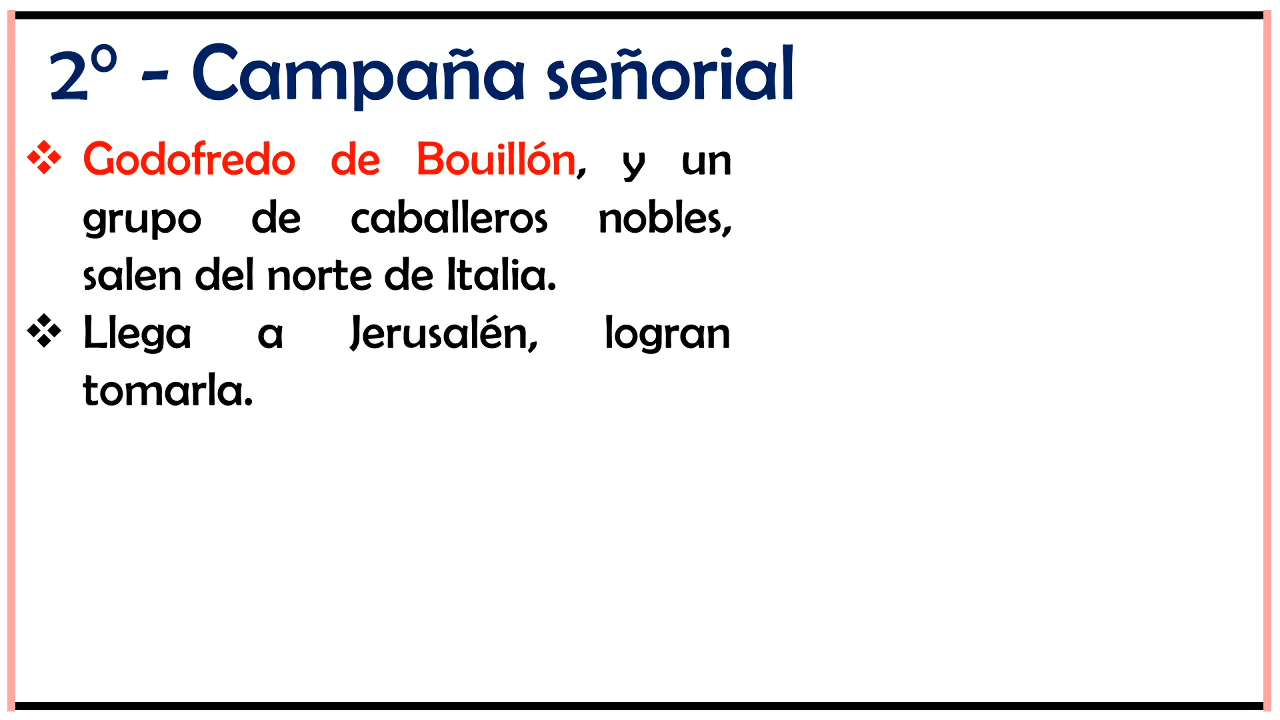 2º - Campaña señorial
❖ Godofredo de Bouillón, y un
grupo de caballeros nobles,
salen del norte de Italia.
❖ Llega a Jerusalén, logran
tomarla.